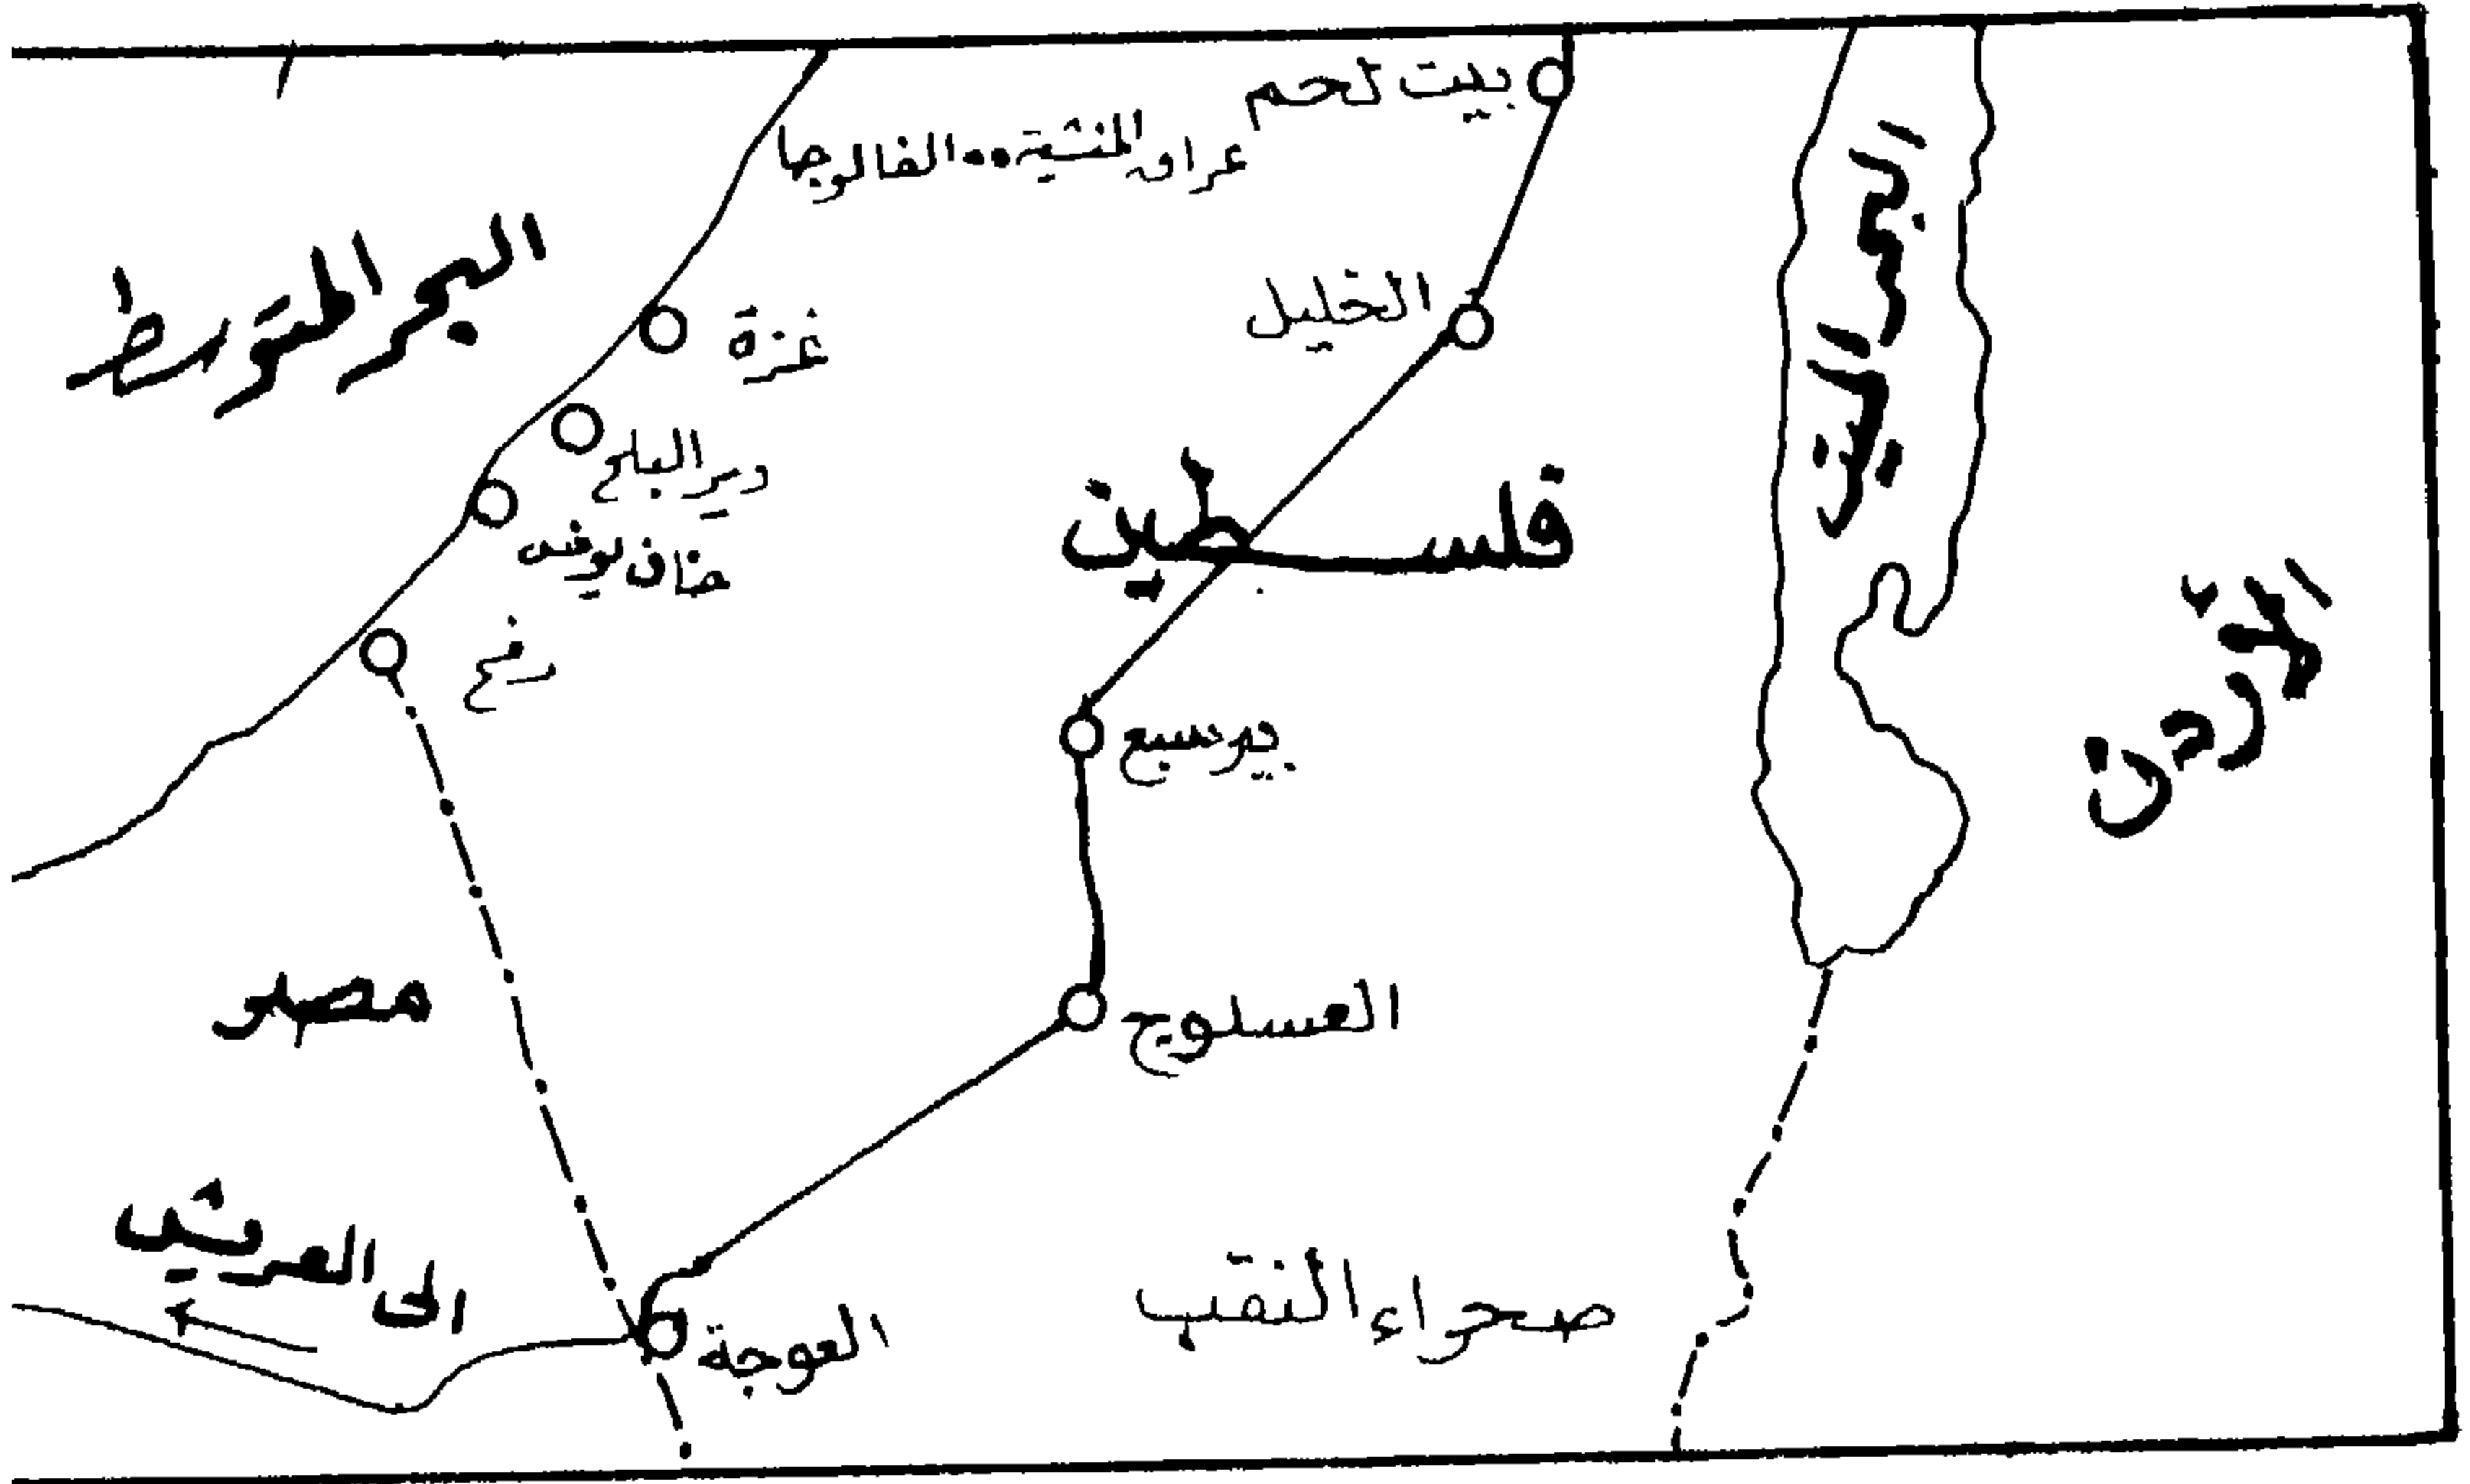 بيت لحم
عراق المنشية •• الفالوجا
البحر الميت
البحر المتوسط
الخليل
غزة
دير البلح
خان يونس
فلسطين
رفح
الأردن
بيرسبع
مصر
العسلوج
الى العريش
صحراء النقب
العوجة